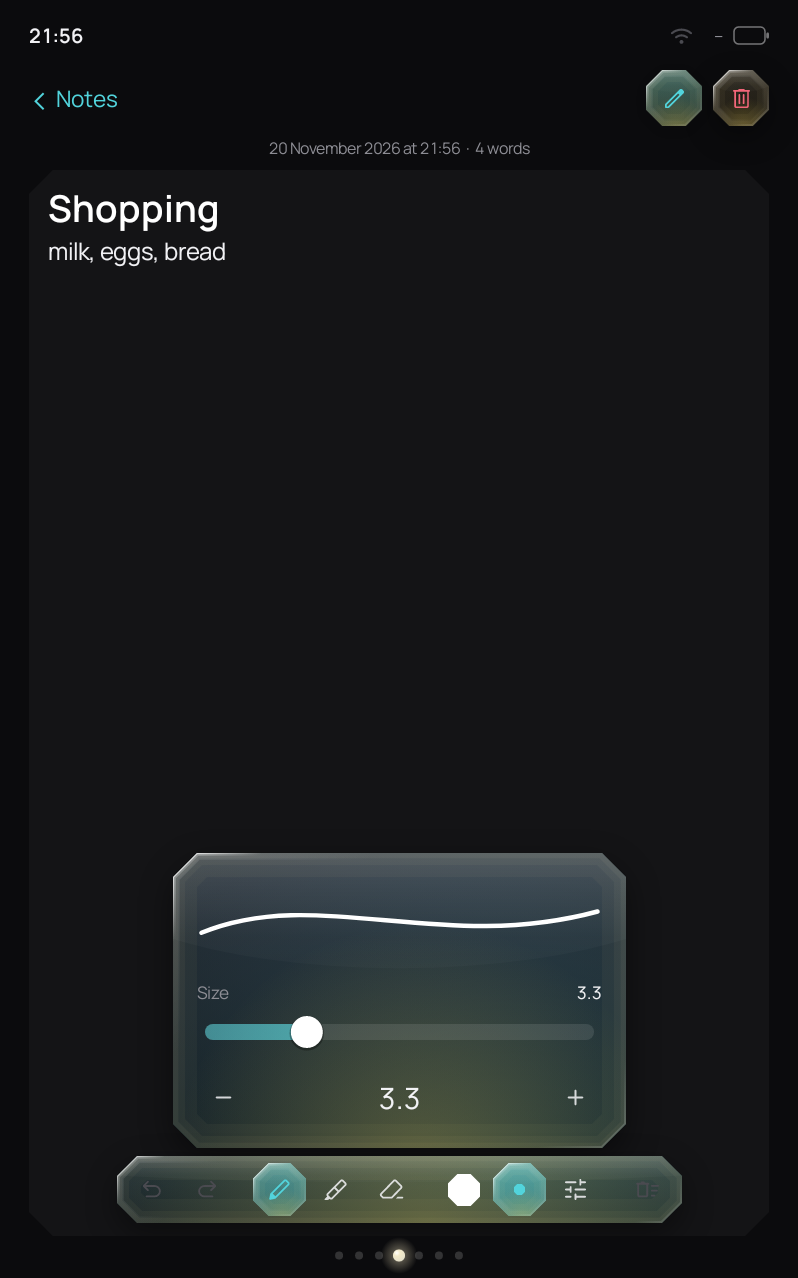 21:56
Notes
20 November 2026 at 21:56 · 4 words
Shopping
milk, eggs, bread
Size 3.3
− 3.3 +